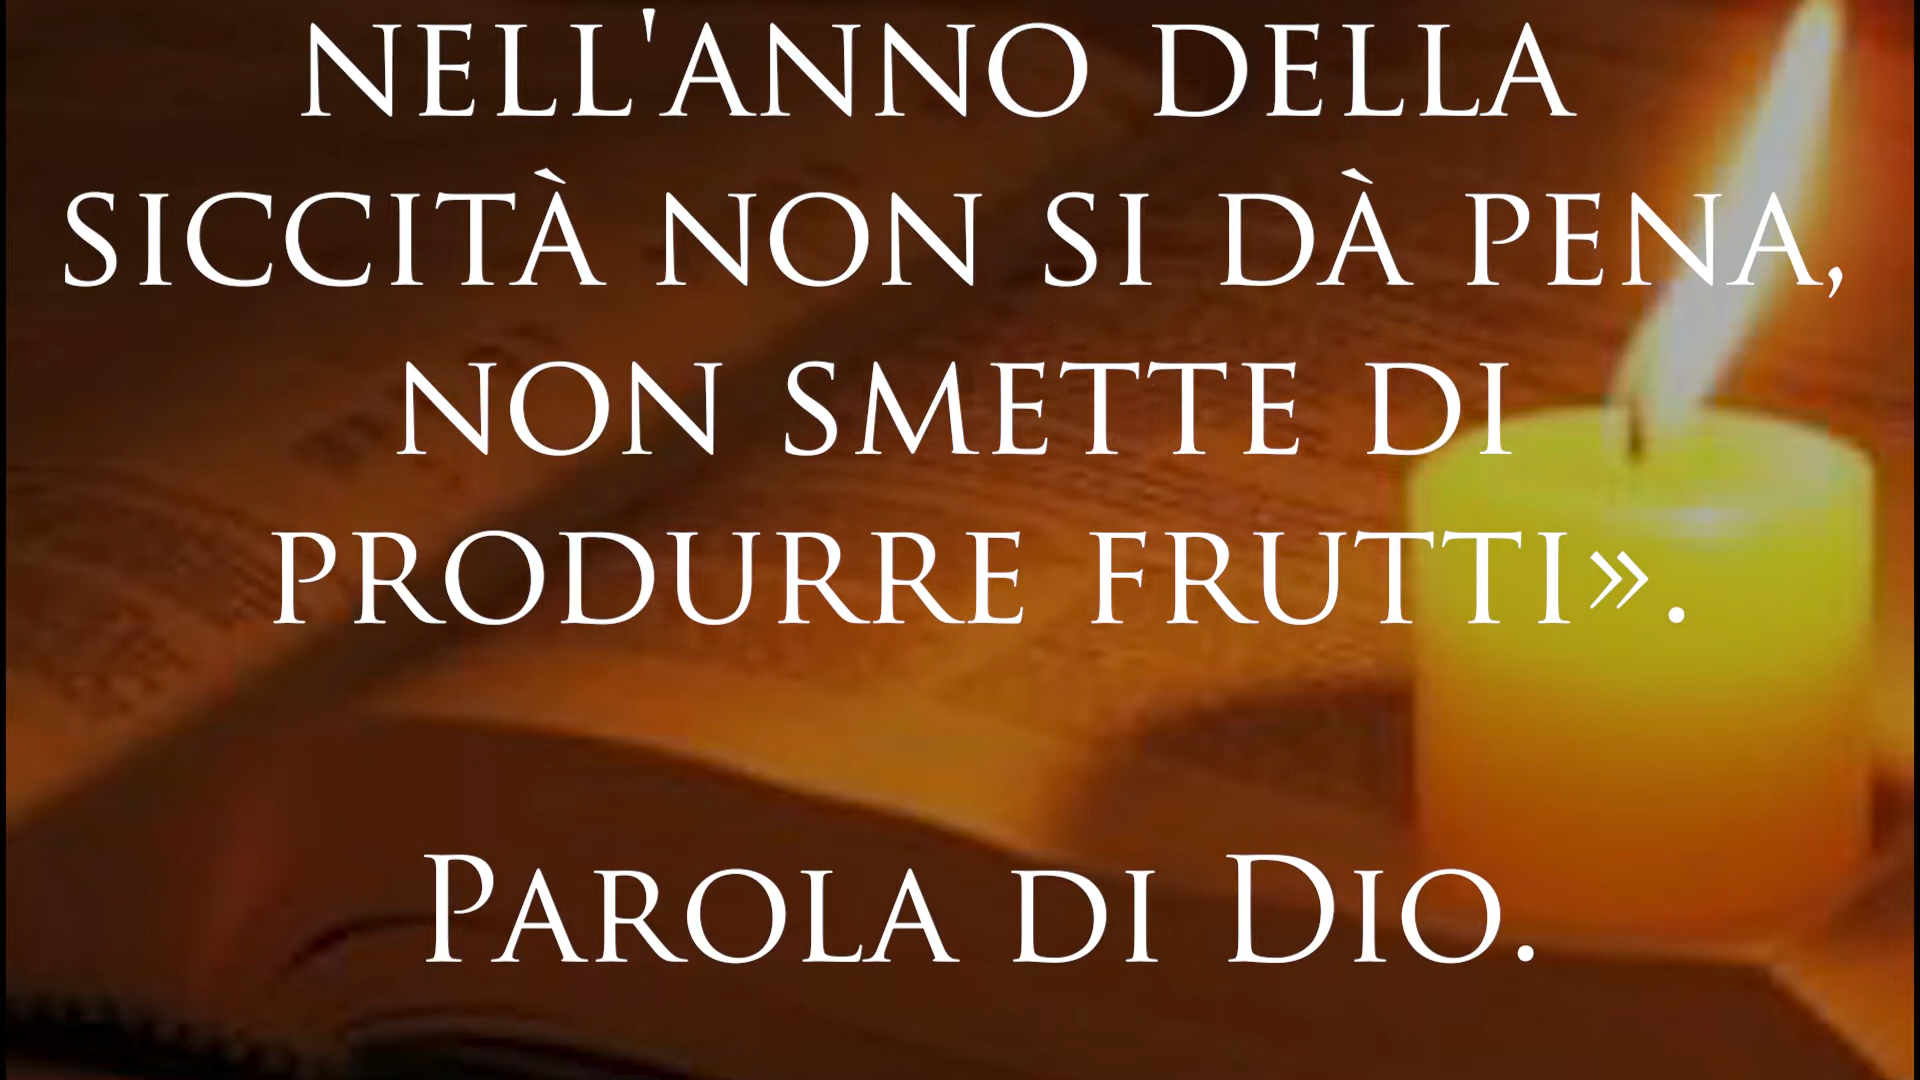 NELL'ANNO DELLA
SICCITÀ NON SI DÀ PENA,
NON SMETTE DI
PRODURRE FRUTTI».
PAROLA DI DIO.